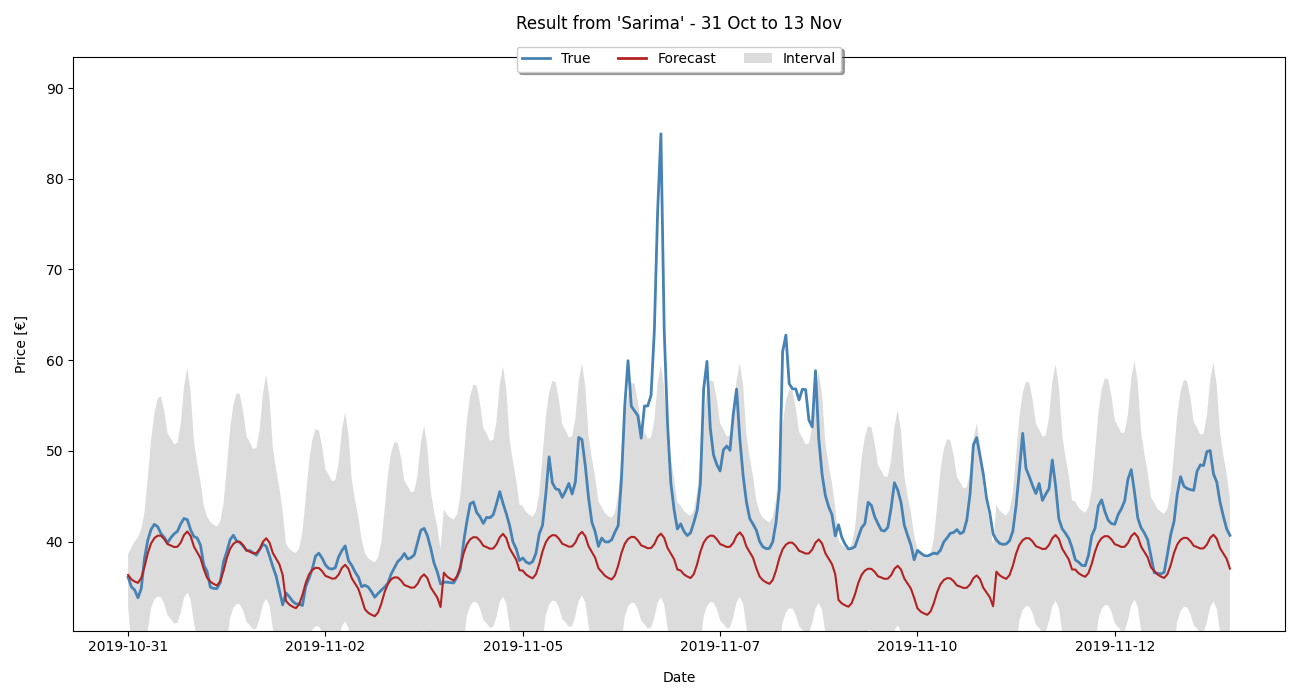 Result from 'Sarima' - 31 Oct to 13 Nov
True Forecast Interval
90
80
70
60
50
40
Price [€]
2019-10-31 2019-11-02 2019-11-05 2019-11-07 2019-11-10 2019-11-12
Date